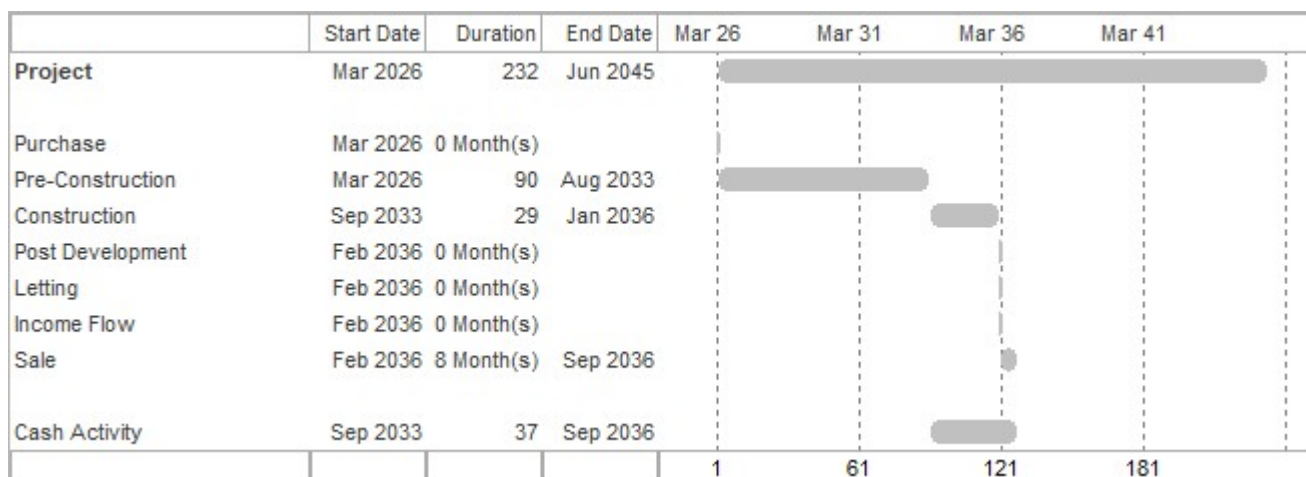 Start Date Duration End Date Mar 26 Mar 31 Mar 36 Mar 41
Project Mar 2026 232 Jun 2045
Purchase Mar 2026 0 Month(s)
Pre-Construction Mar 2026 90 Aug 2033
Construction Sep 2033 29 Jan 2036
Post Development Feb 2036 0 Month(s)
Letting Feb 2036 0 Month(s)
Income Flow Feb 2036 0 Month(s)
Sale Feb 2036 8 Month(s) Sep 2036
Cash Activity Sep 2033 37 Sep 2036
1 61 121 181